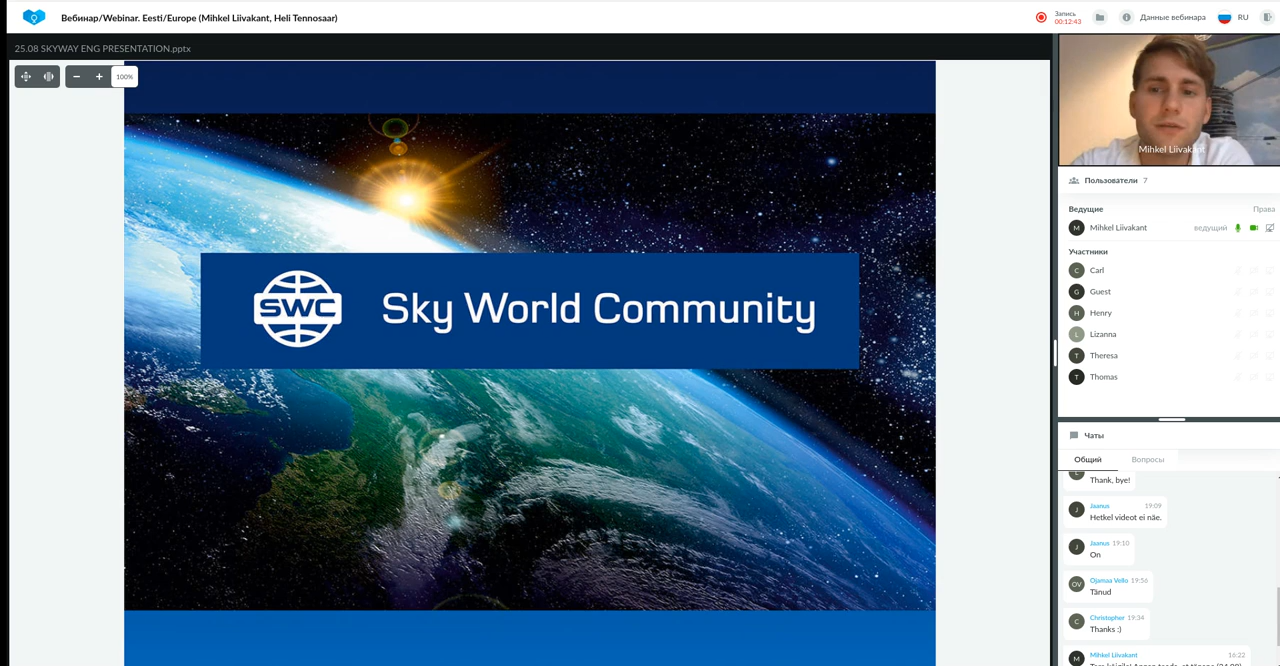 Вебинар/Webinar. Eesti/Europe (Mihkel Liivakant, Heli Tennosaar)
Запись
00:12:43
Данные вебинара
RU
25.08 SKYWAY ENG PRESENTATION.pptx
100%
SWC
Sky World Community
Mihkel Liivakant
Пользователи 7
Ведущие
Права
M Mihkel Liivakant ведущий
Участники
C Carl
G Guest
H Henry
L Lizanna
T Theresa
T Thomas
Чаты
Общий Вопросы
Thank, bye!
J Jaanus 19:09
Hetkel videot ei näe.
J Jaanus 19:10
On
OV Ojamaa Vello 19:56
Tänud
C Christopher 19:34
Thanks :)
M Mihkel Liivakant 16:22